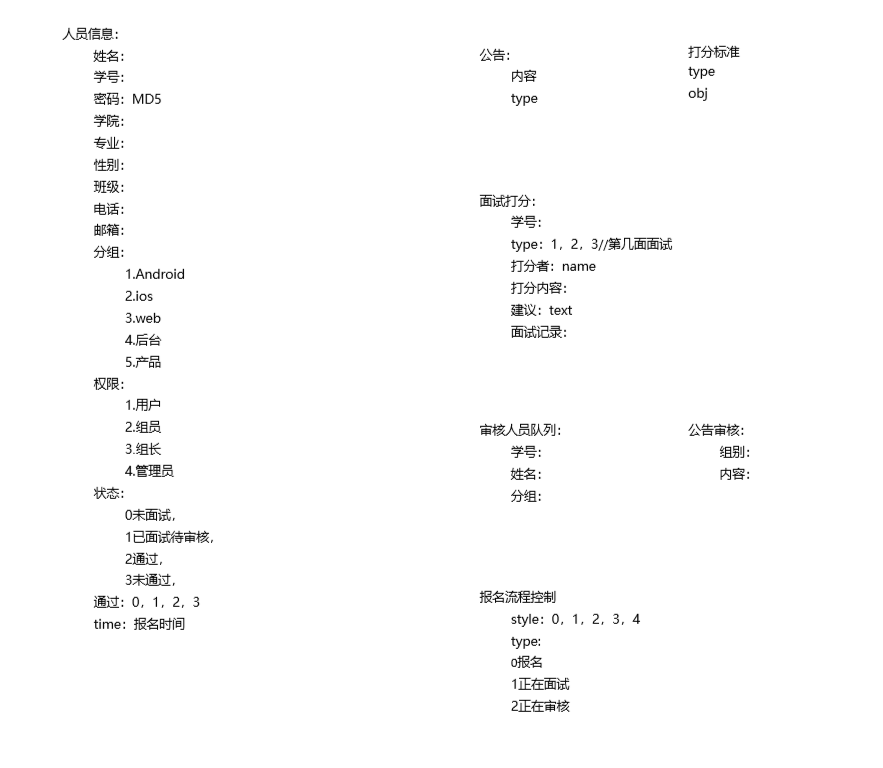 人员信息：
姓名：
学号：
密码：MD5
学院：
专业：
性别：
班级：
电话：
邮箱：
分组：
1.Android
2.ios
3.web
4.后台
5.产品
权限：
1.用户
2.组员
3.组长
4.管理员
状态：
0未面试，
1已面试待审核，
2通过，
3未通过，
通过：0，1，2，3
time：报名时间
公告：
内容
type
打分标准
type
obj
面试打分：
学号：
type：1，2，3//第几面面试
打分者：name
打分内容：
建议：text
面试记录：
审核人员队列：
学号：
姓名：
分组：
公告审核：
组别：
内容：
报名流程控制
style：0，1，2，3，4
type:
0报名
1正在面试
2正在审核